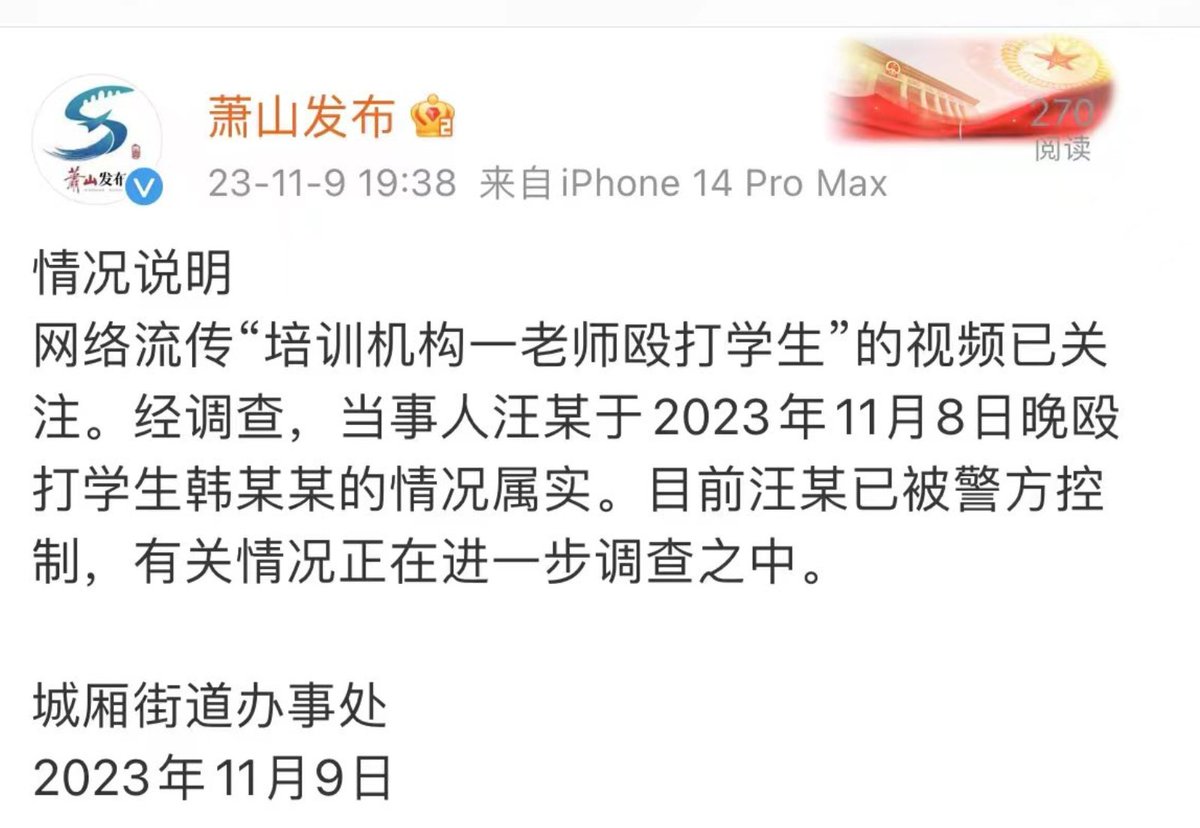 萧山发布
2
270
阅读
萧山发布
23-11-9 19:38 来自iPhone 14 Pro Max
情况说明
网络流传“培训机构一老师殴打学生”的视频已关
注。经调查，当事人汪某于2023年11月8日晚殴
打学生韩某某的情况属实。目前汪某已被警方控
制，有关情况正在进一步调查之中。
城厢街道办事处
2023年11月9日